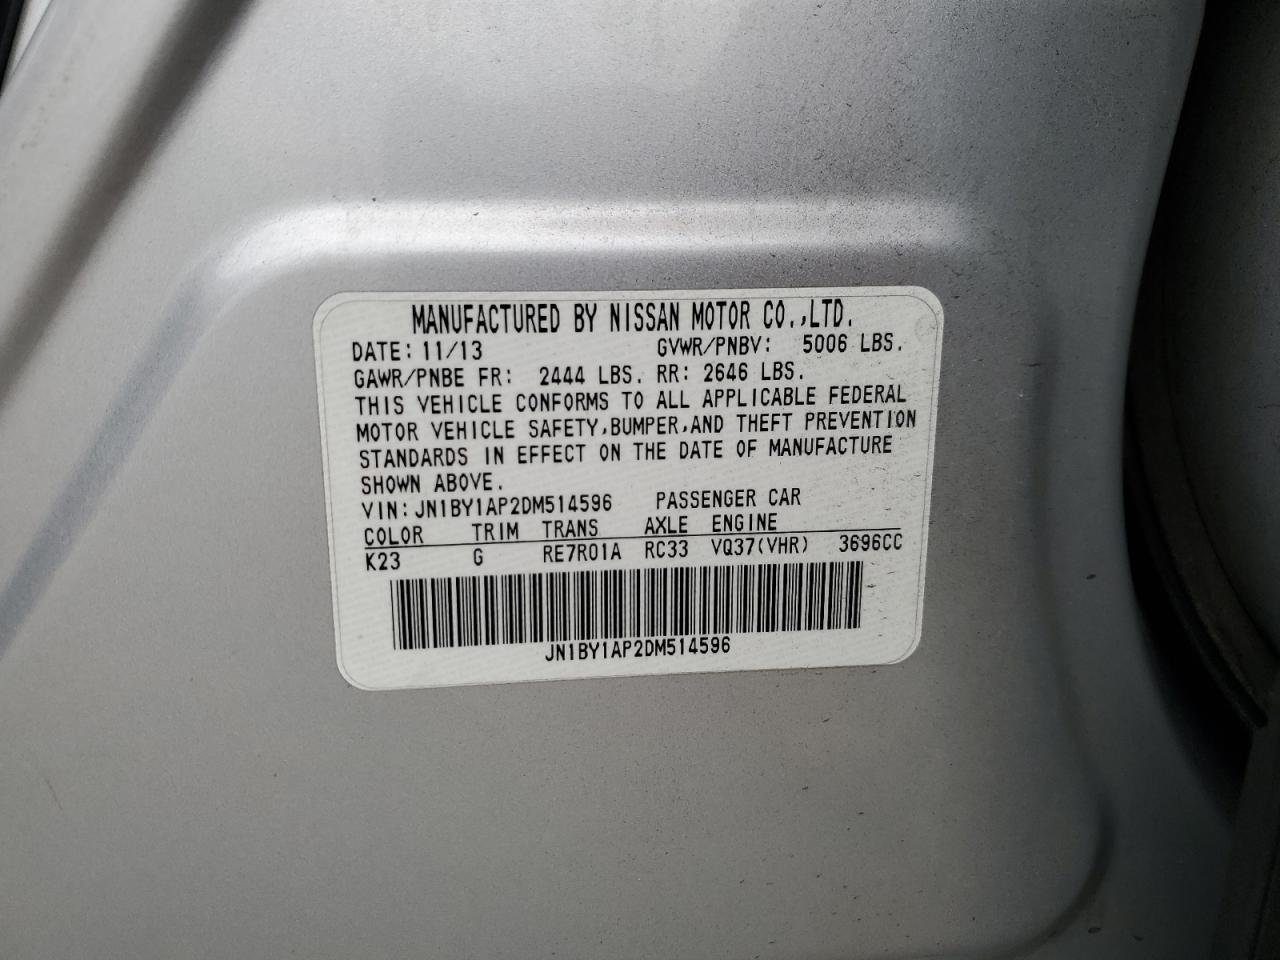 MANUFACTURED BY NISSAN MOTOR CO.,LTD.
DATE: 11/13 GVWR/PNBV: 5006 LBS.
GAWR/PNBE FR: 2444 LBS. RR: 2646 LBS.
THIS VEHICLE CONFORMS TO ALL APPLICABLE FEDERAL
MOTOR VEHICLE SAFETY,BUMPER,AND THEFT PREVENTION
STANDARDS IN EFFECT ON THE DATE OF MANUFACTURE
SHOWN ABOVE.
VIN: JN1BY1AP2DM514596 PASSENGER CAR
COLOR TRIM TRANS AXLE ENGINE
K23 G RE7R01A RC33 VQ37(VHR) 3696CC
JN1BY1AP2DM514596